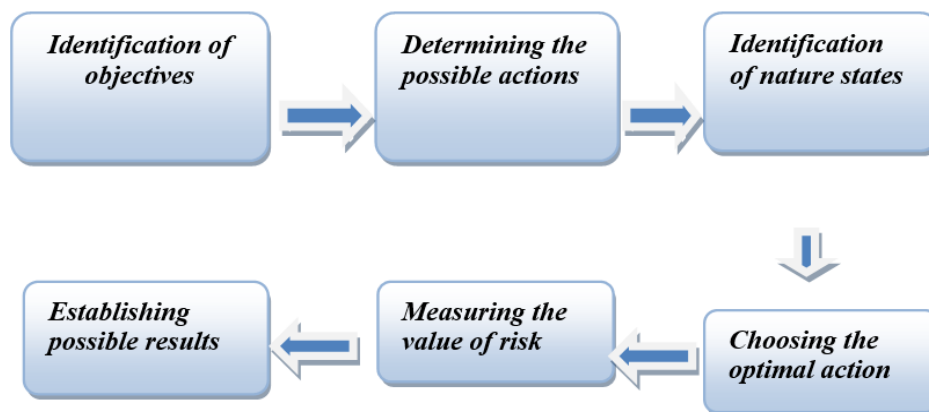 Identification of
objectives
Determining the
possible actions
Identification
of nature states
Choosing the
optimal action
Measuring the
value of risk
Establishing
possible results